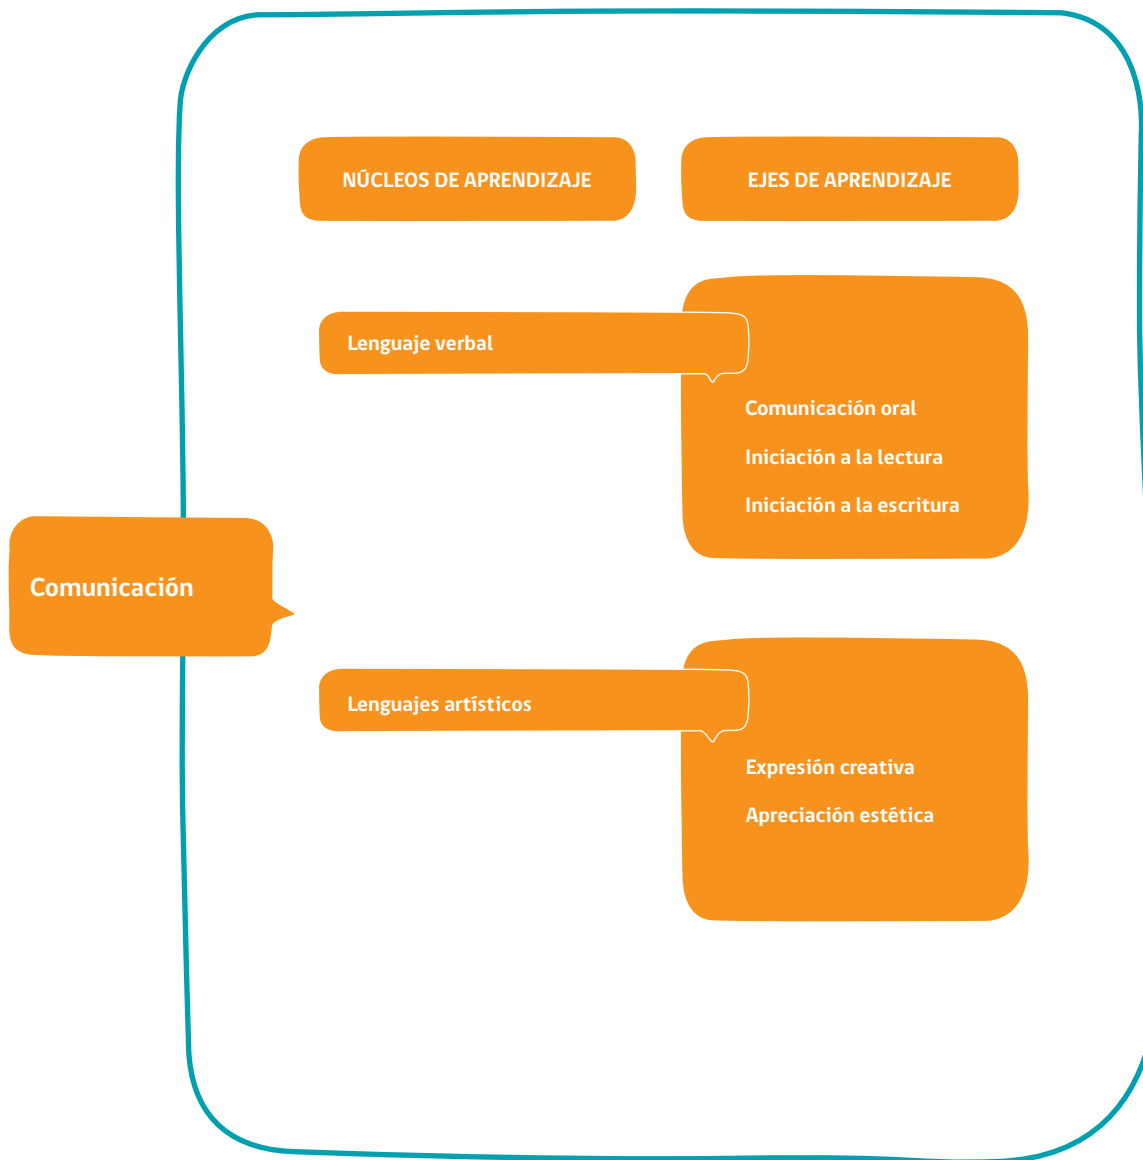 NÚCLEOS DE APRENDIZAJE
EJES DE APRENDIZAJE
Lenguaje verbal
Comunicación oral
Iniciación a la lectura
Iniciación a la escritura
Comunicación
Lenguajes artísticos
Expresión creativa
Apreciación estética